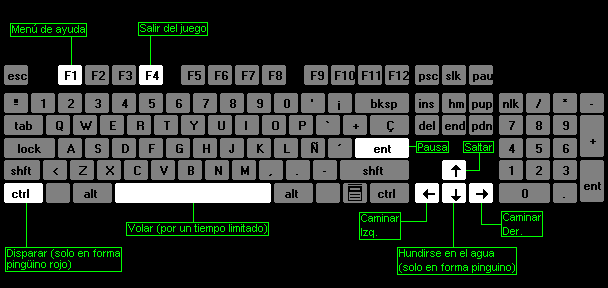 Menú de ayuda
Salir del juego
esc F1 F2 F3 F4 F5 F6 F7 F8 F9 F10 F11 F12 psc slk pau
ª 1 2 3 4 5 6 7 8 9 0 ' ¡ bksp ins hm pup nlk / * -
tab Q W E R T Y U I O P ` + Ç del end pdn 7 8 9 +
lock A S D F G H J K L Ñ ´ ent Pausa Saltar 4 5 6
shft < Z X C V B N M , . - shft ↑ 1 2 3 ent
ctrl alt alt ctrl ← ↓ → 0 .
Volar (por un tiempo limitado)
Caminar
Izq.
Caminar
Der.
Disparar (solo en forma
pingüino rojo)
Hundirse en el agua
(solo en forma pinguino)